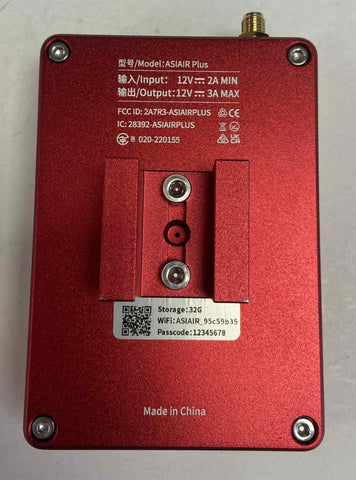 型号/Model: ASIAIR Plus
输入/Input: 12V⎓2A MIN
输出/Output:12V⎓3A MAX
FCC ID: 2A7R3-ASIAIRPLUS
IC: 28392-ASIAIRPLUS
020-220155
Storage:32G
WiFi:ASIAIR_95c59b35
Passcode:12345678
Made in China